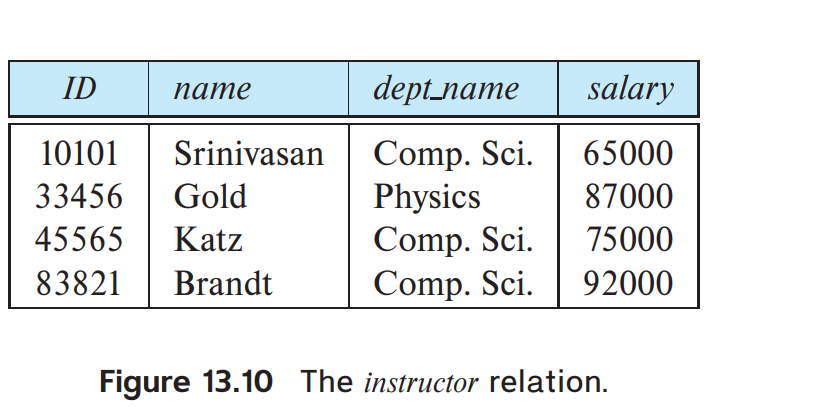 ID name dept_name salary
10101 Srinivasan Comp. Sci. 65000
33456 Gold Physics 87000
45565 Katz Comp. Sci. 75000
83821 Brandt Comp. Sci. 92000
Figure 13.10 The instructor relation.